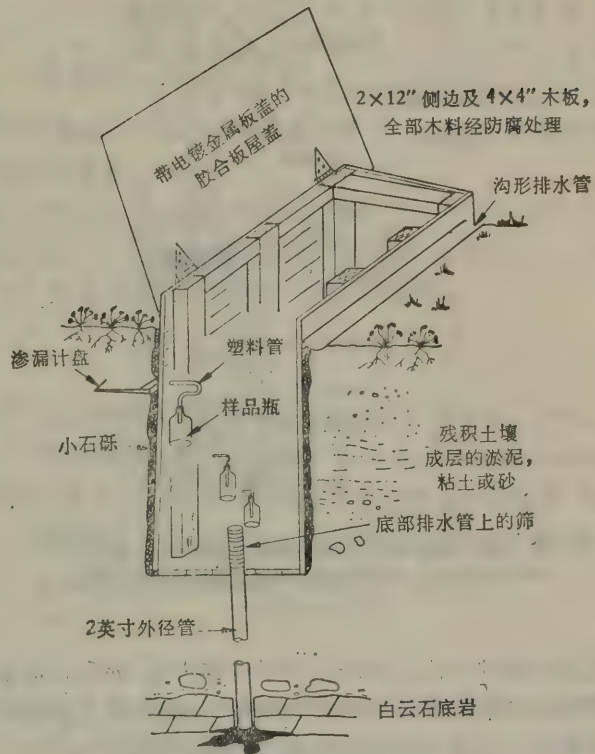 带电镀金属板盖的
胶合板屋盖
2×12″ 侧边及 4×4″ 木板，
全部木料经防腐处理
沟形排水管
渗漏计盘
塑料管
样品瓶
小石砾
残积土壤
成层的淤泥，
粘土或砂
底部排水管上的筛
2英寸外径管
白云石底岩